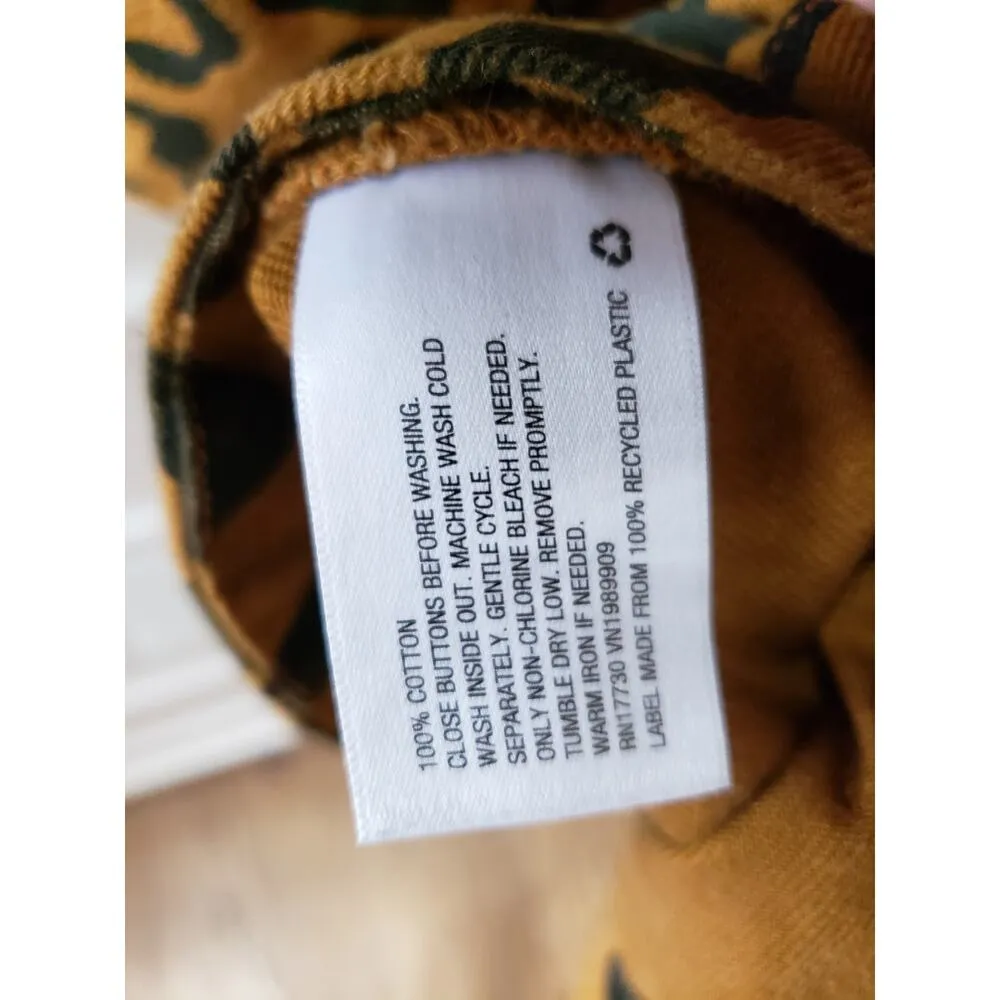 100% COTTON
CLOSE BUTTONS BEFORE WASHING.
WASH INSIDE OUT. MACHINE WASH COLD
SEPARATELY. GENTLE CYCLE.
ONLY NON-CHLORINE BLEACH IF NEEDED.
TUMBLE DRY LOW. REMOVE PROMPTLY.
WARM IRON IF NEEDED.
RN17730 VN1989909
LABEL MADE FROM 100% RECYCLED PLASTIC